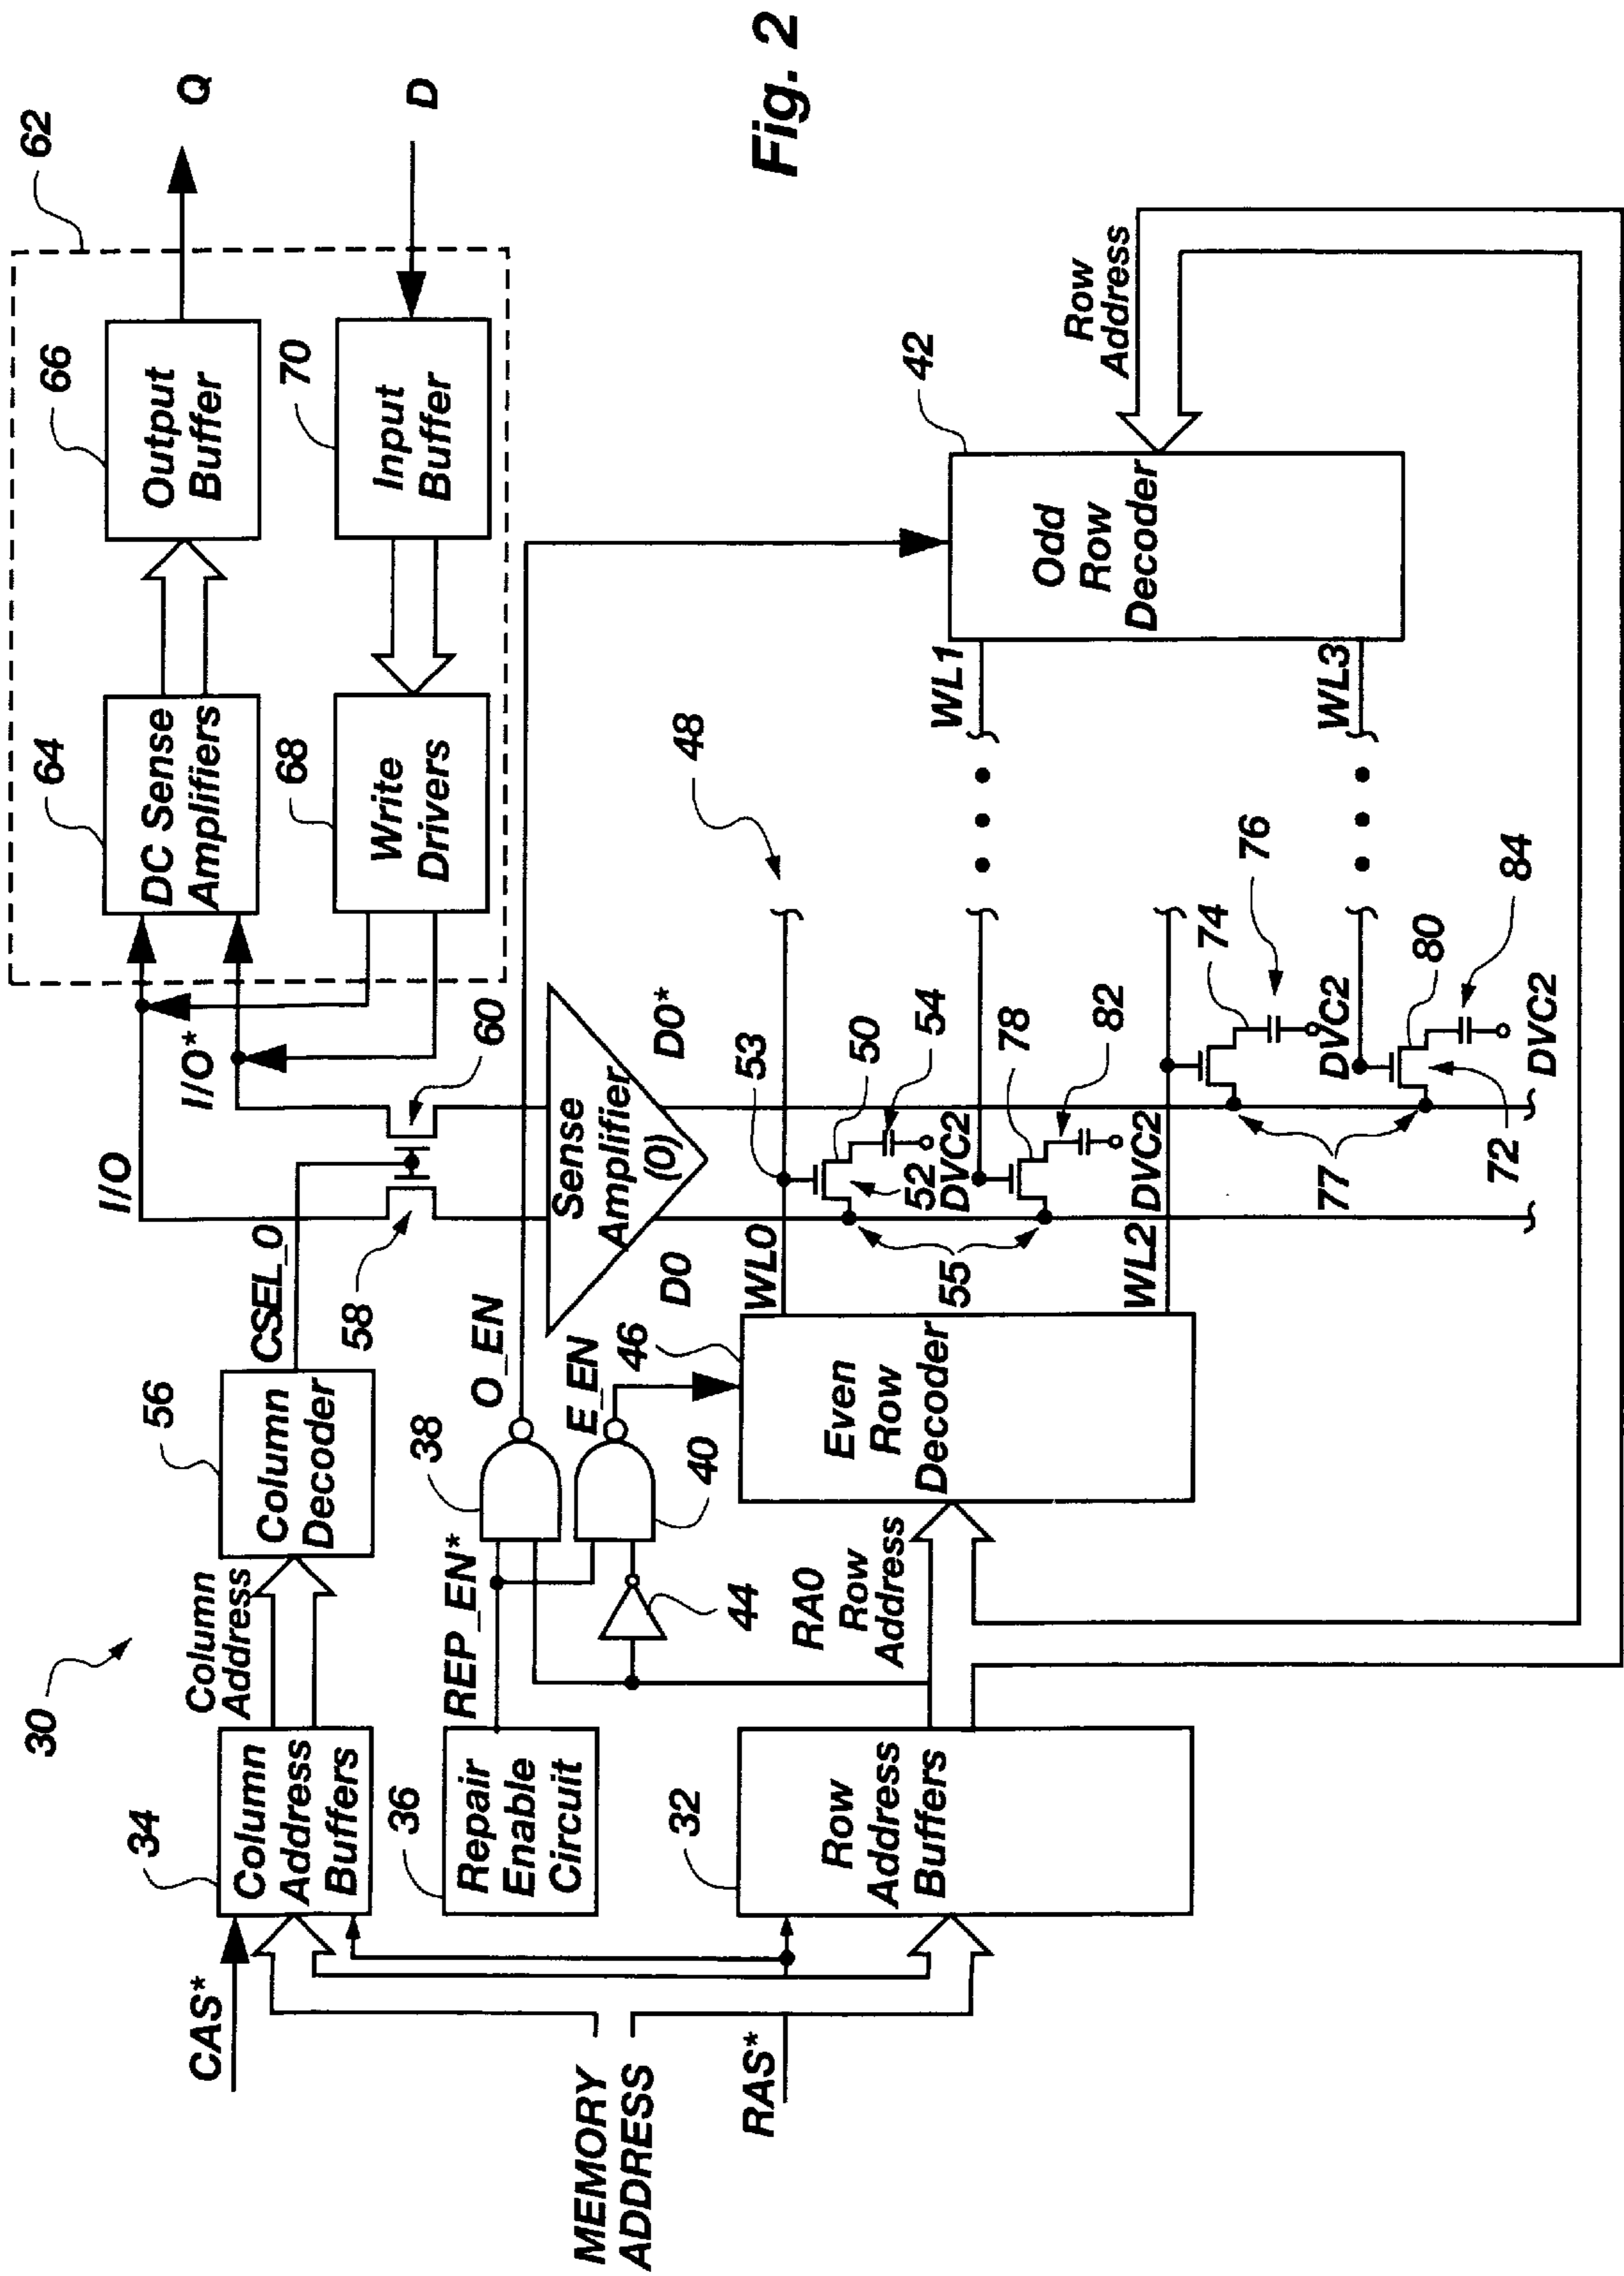 30
34
Column
Address
Buffers
CAS*
Column
Address
56
Column
Decoder
CSEL_0
58
60
I/O
I/O*
62
64
DC Sense
Amplifiers
66
Output
Buffer
Q
68
Write
Drivers
70
Input
Buffer
D
36
Repair
Enable
Circuit
REP_EN*
38
O_EN
E_EN
40
44
46
Sense
Amplifier
(0)
D0
D0*
MEMORY
ADDRESS
RAS*
32
Row
Address
Buffers
RA0
Row
Address
Even
Row
Decoder
WL0
WL2
53
50
54
52
DVC2
55
78
82
DVC2
48
WL1
WL3
74
76
DVC2
77
80
84
72
DVC2
42
Odd
Row
Decoder
Row
Address
Fig. 2